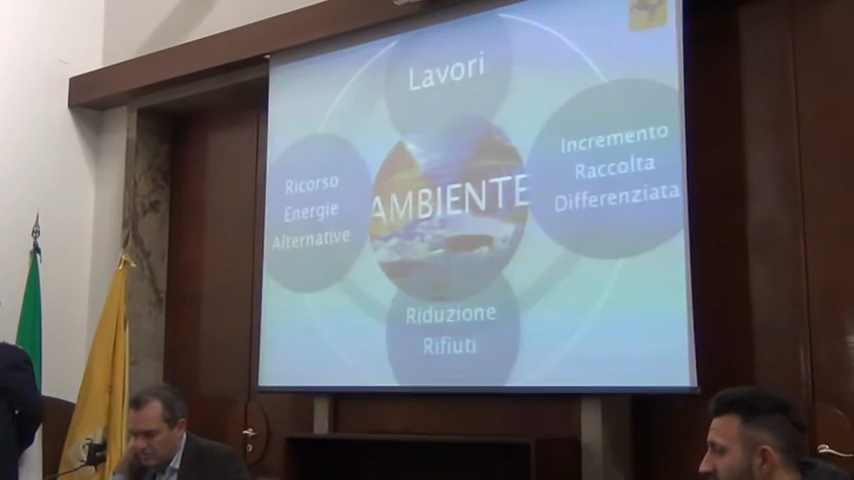 Lavori
Incremento
Raccolta
Differenziata
Ricorso
Energie
Alternative
AMBIENTE
Riduzione
Rifiuti